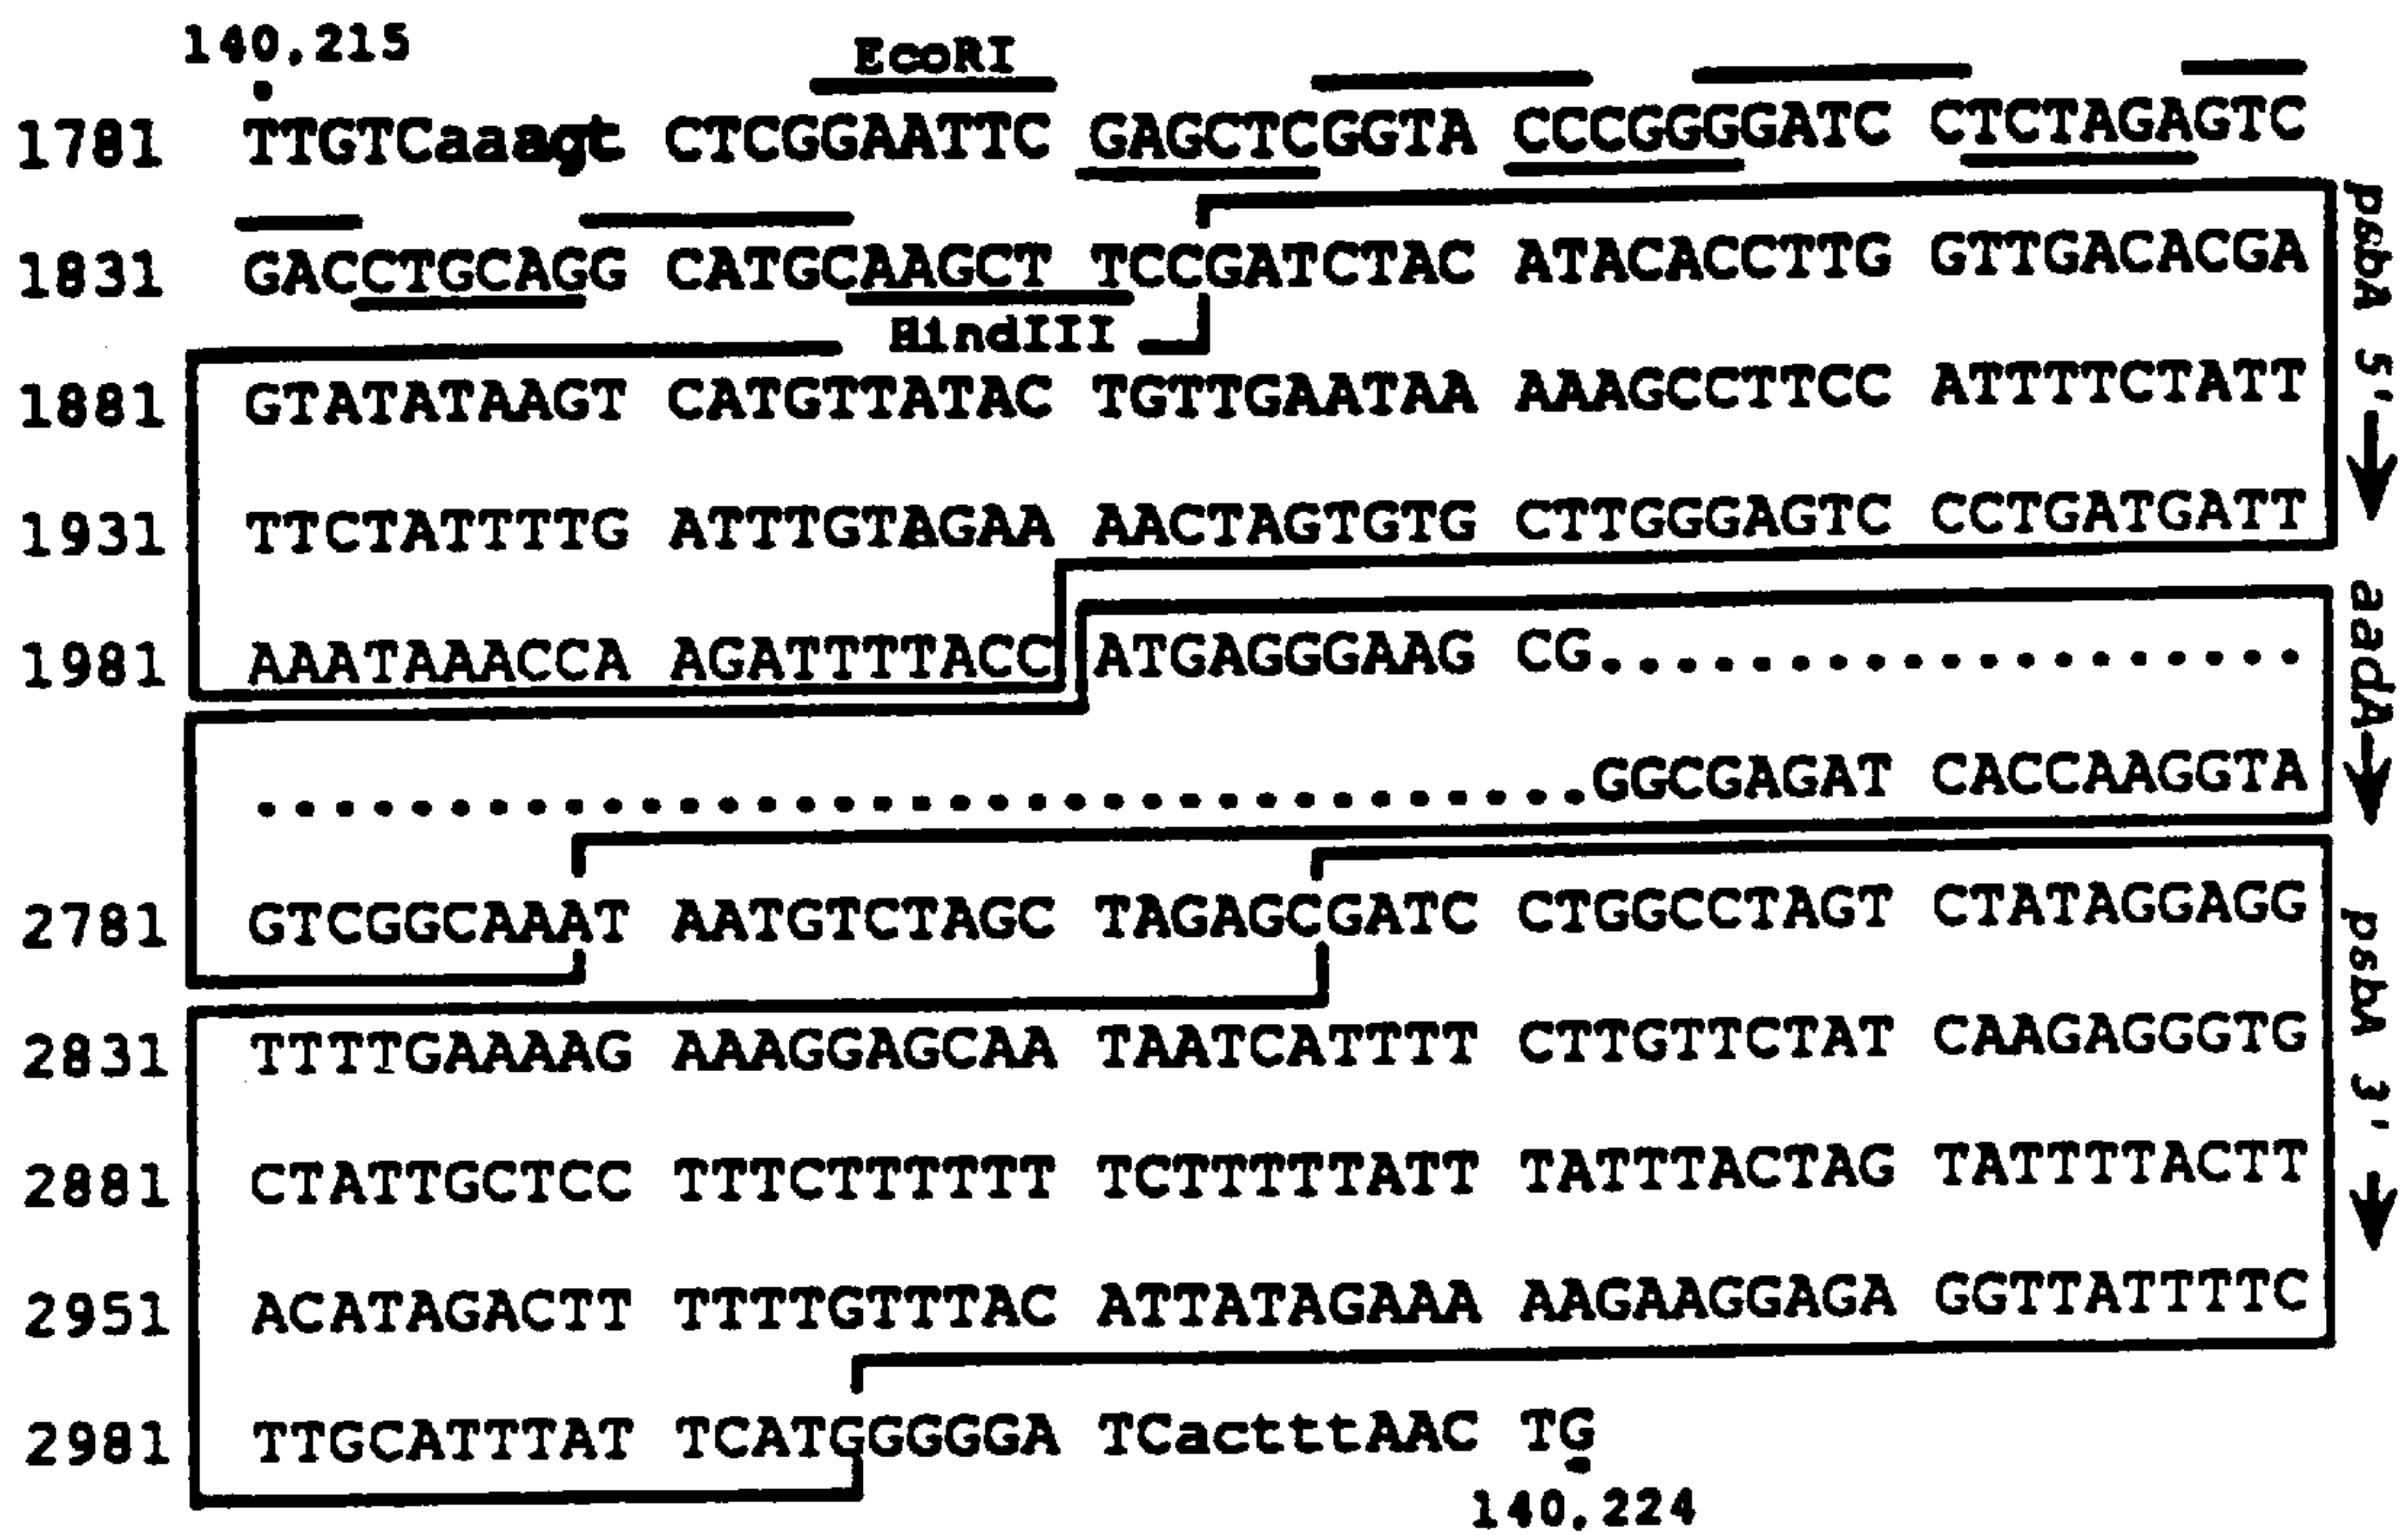 140,215
EcoRI
1781 TTGTCaaagt CTCGGAATTC GAGCTCGGTA CCCGGGGATC CTCTAGAGTC
1831 GACCTGCAGG CATGCAAGCT TCCGATCTAC ATACACCTTG GTTGACACGA
HindIII
psbA 5'
1881 GTATATAAGT CATGTTATAC TGTTGAATAA AAAGCCTTCC ATTTTCTATT
1931 TTCTATTTTG ATTTGTAGAA AACTAGTGTG CTTGGGAGTC CCTGATGATT
1981 AAATAAACCA AGATTTTACC ATGAGGGAAG CG...................
aadA
...................................GGCGAGAT CACCAAGGTA
2781 GTCGGCAAAT AATGTCTAGC TAGAGCGATC CTGGCCTAGT CTATAGGAGG
psbA 3'
2831 TTTTGAAAAG AAAGGAGCAA TAATCATTTT CTTGTTCTAT CAAGAGGGTG
2881 CTATTGCTCC TTTCTTTTTT TCTTTTTATT TATTTACTAG TATTTTACTT
2951 ACATAGACTT TTTTGTTTAC ATTATAGAAA AAGAAGGAGA GGTTATTTTC
2981 TTGCATTTAT TCATGGGGGA TCactttAAC TG
140,224